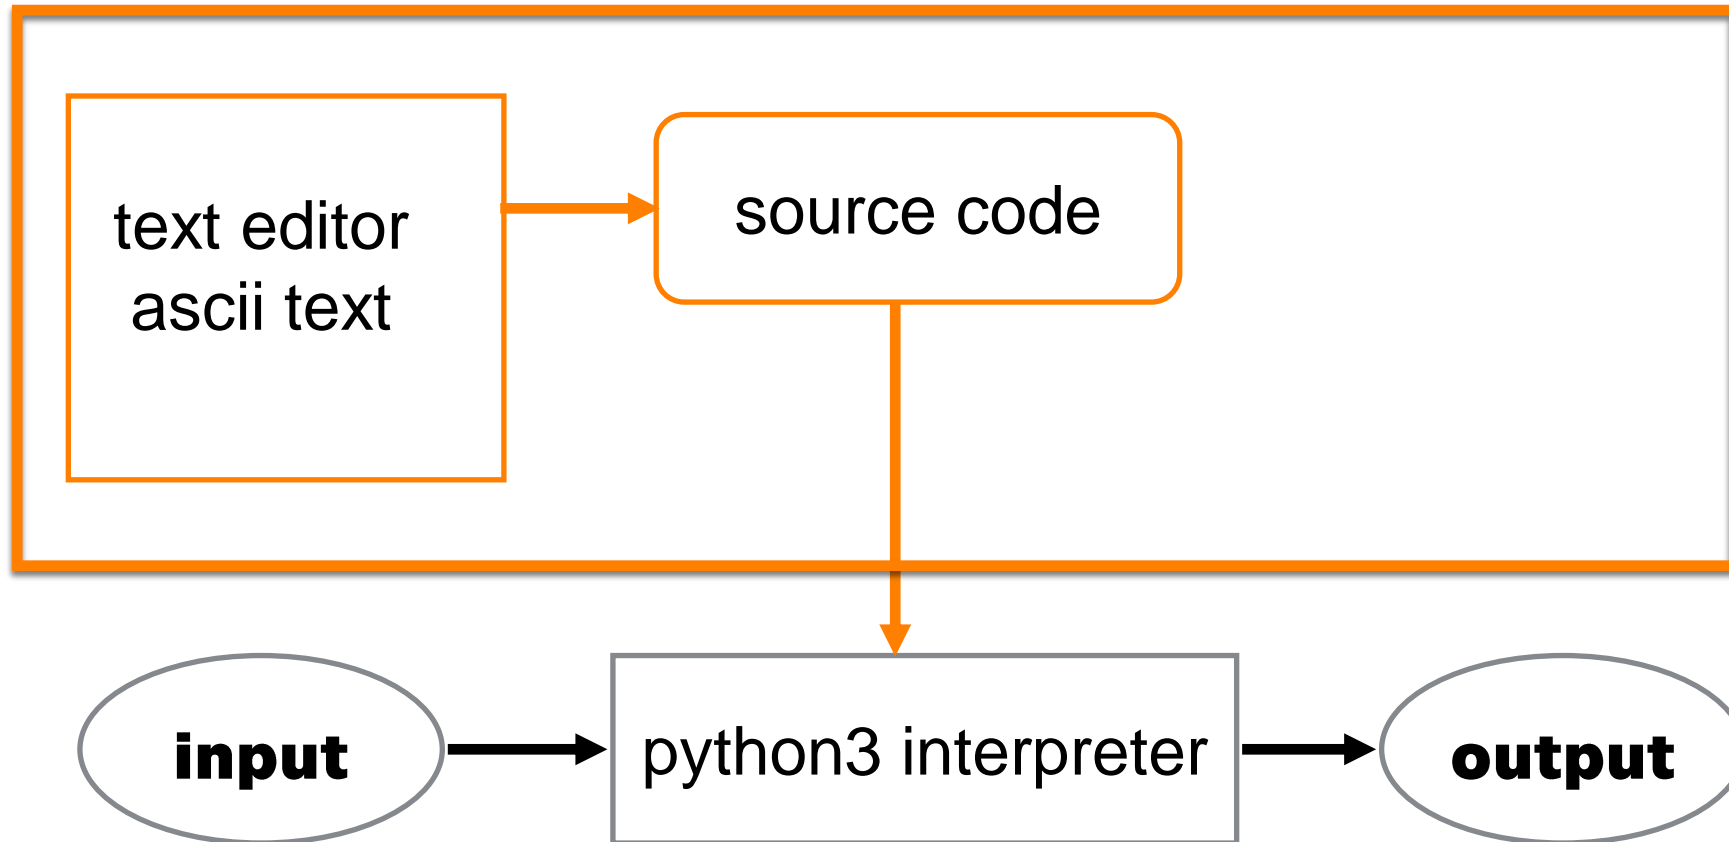 text editor
ascii text
source code
input
python3 interpreter
output